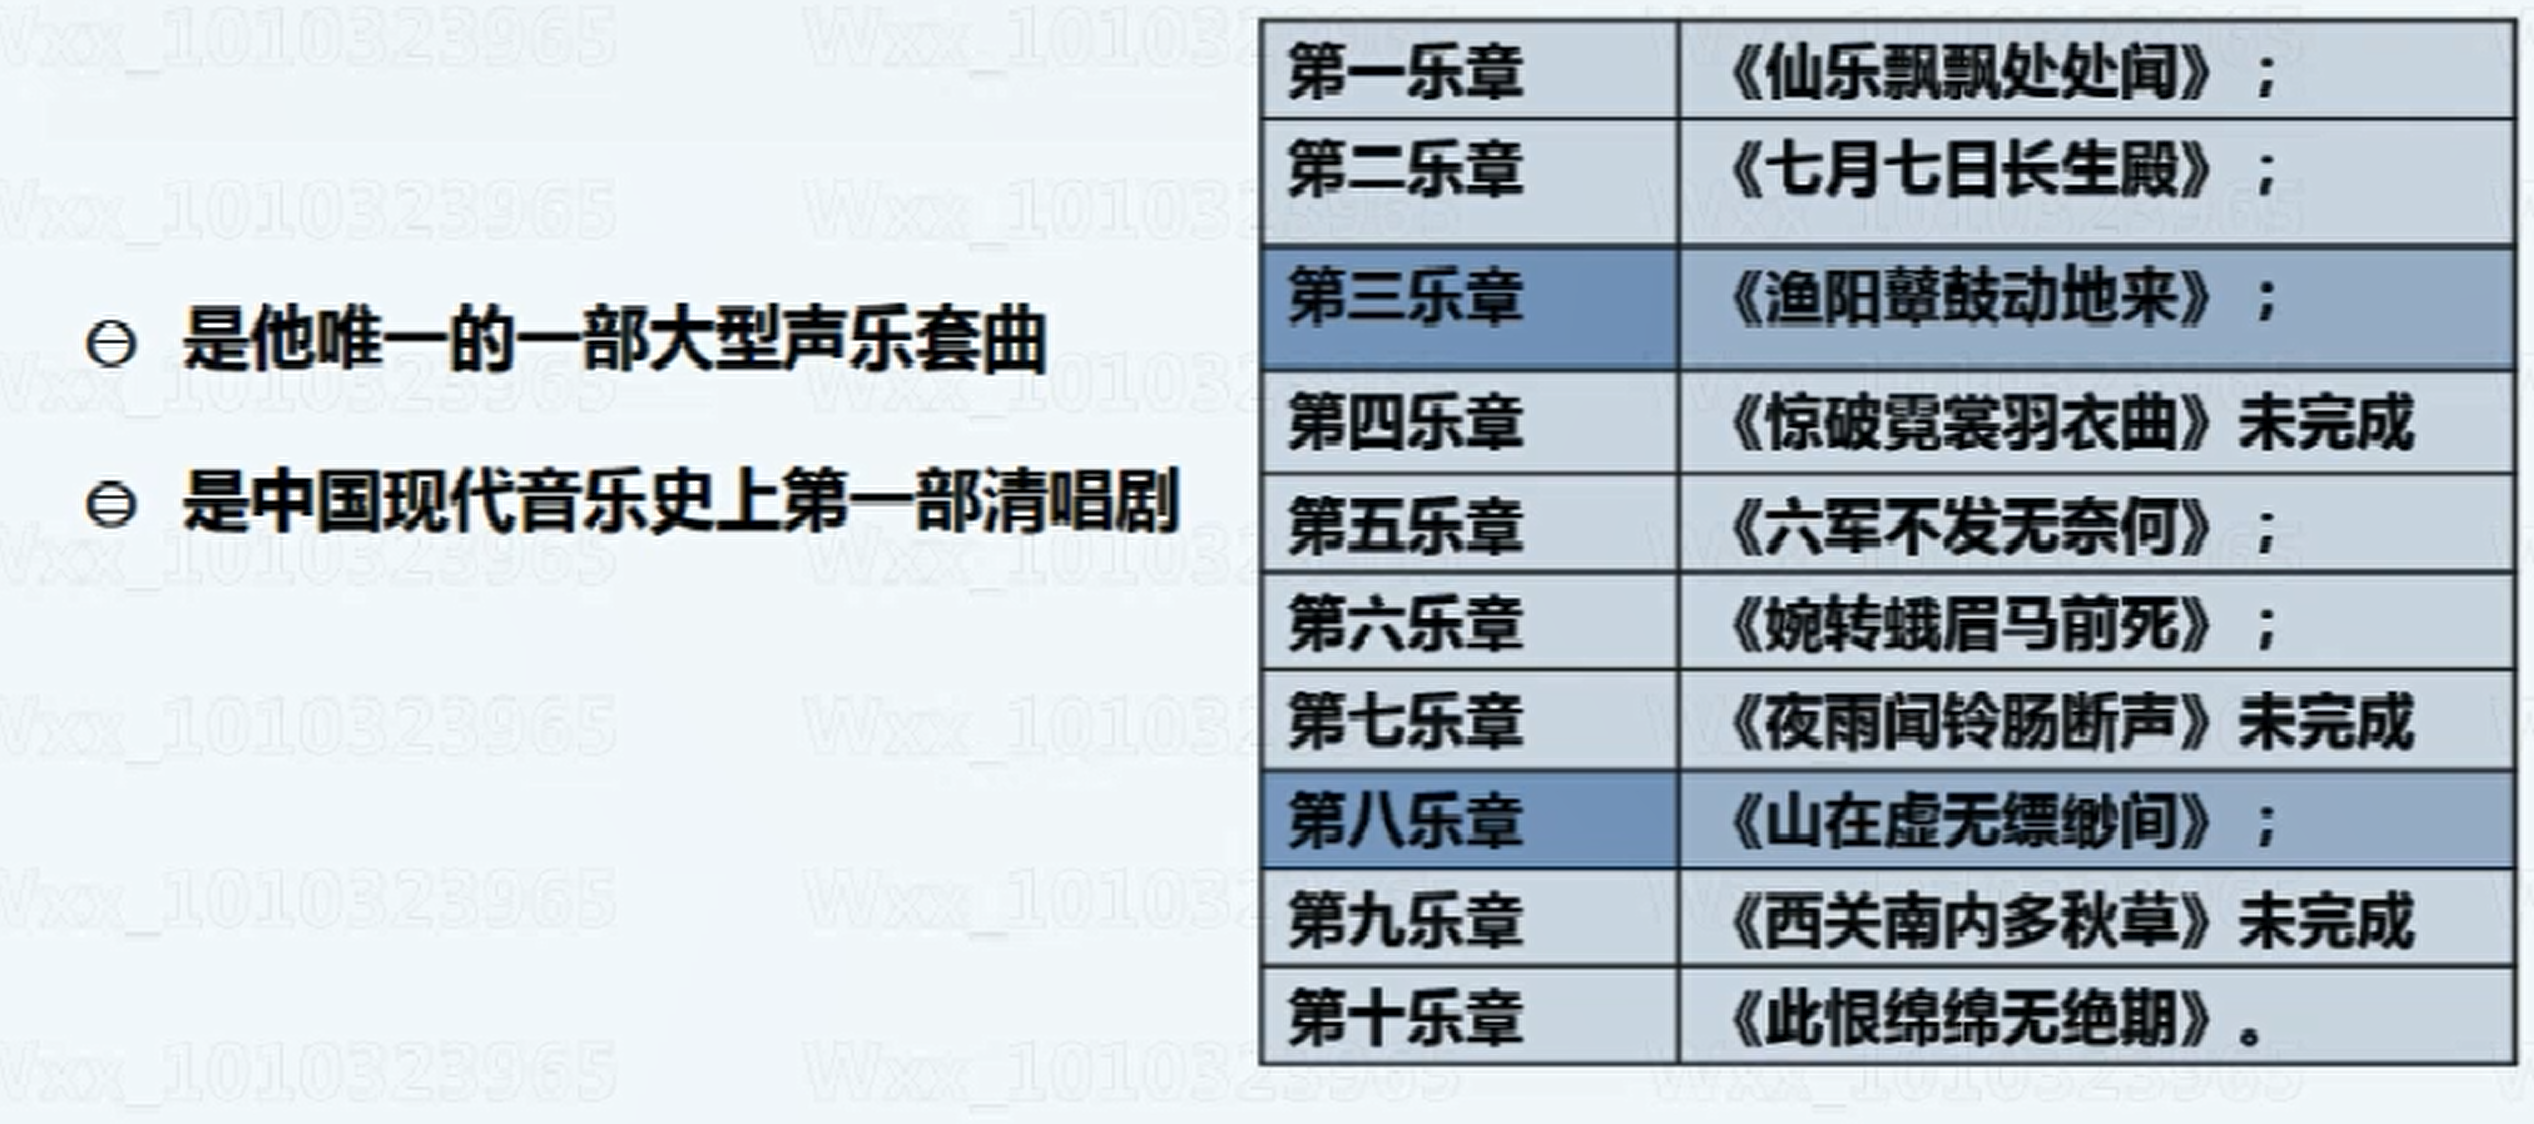 是他唯一的一部大型声乐套曲
是中国现代音乐史上第一部清唱剧
第一乐章 《仙乐飘飘处处闻》；
第二乐章 《七月七日长生殿》；
第三乐章 《渔阳鼙鼓动地来》；
第四乐章 《惊破霓裳羽衣曲》未完成
第五乐章 《六军不发无奈何》；
第六乐章 《婉转蛾眉马前死》；
第七乐章 《夜雨闻铃肠断声》未完成
第八乐章 《山在虚无缥缈间》；
第九乐章 《西关南内多秋草》未完成
第十乐章 《此恨绵绵无绝期》。
Wxx_1010323965